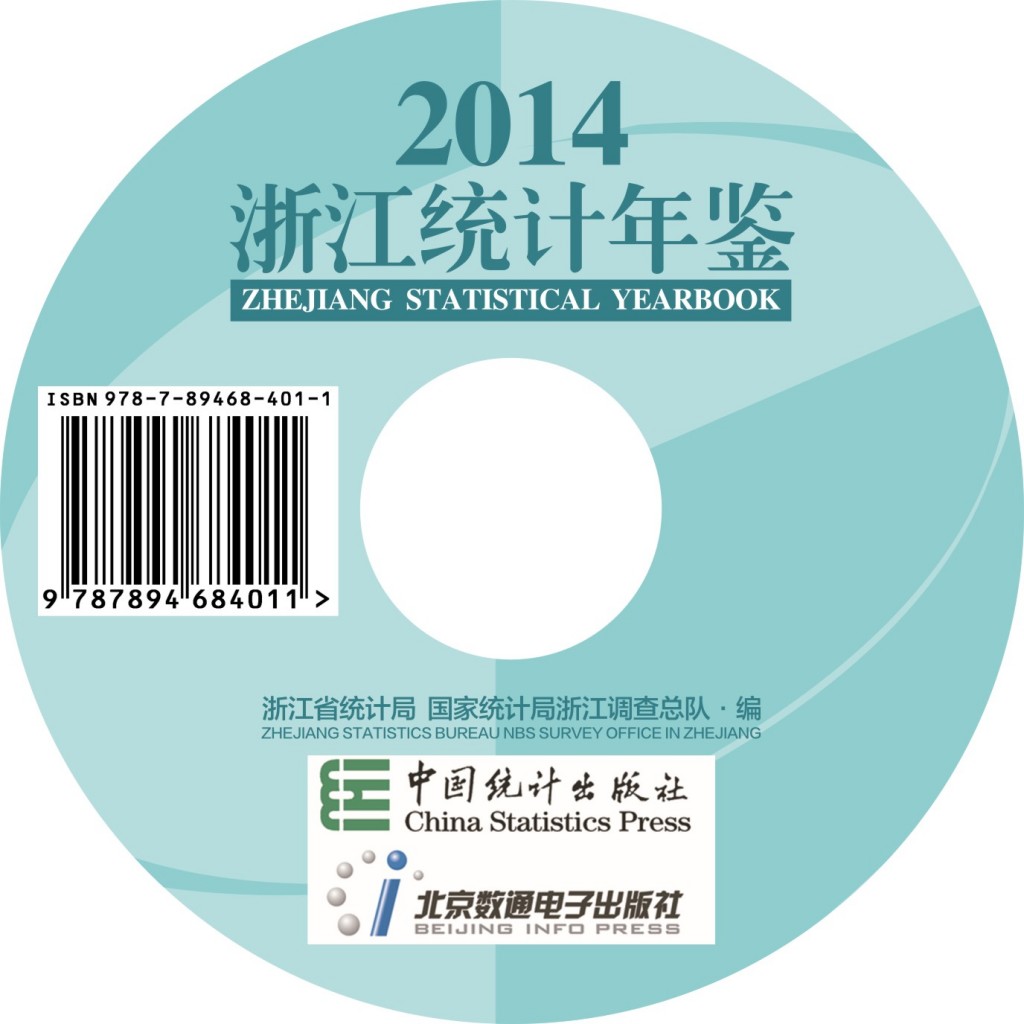 2014
浙江统计年鉴
ZHEJIANG STATISTICAL YEARBOOK
ISBN 978-7-89468-401-1
9 787894 684011 >
浙江省统计局 国家统计局浙江调查总队·编
ZHEJIANG STATISTICS BUREAU NBS SURVEY OFFICE IN ZHEJIANG
中国统计出版社
China Statistics Press
北京数通电子出版社
BEIJING INFO PRESS